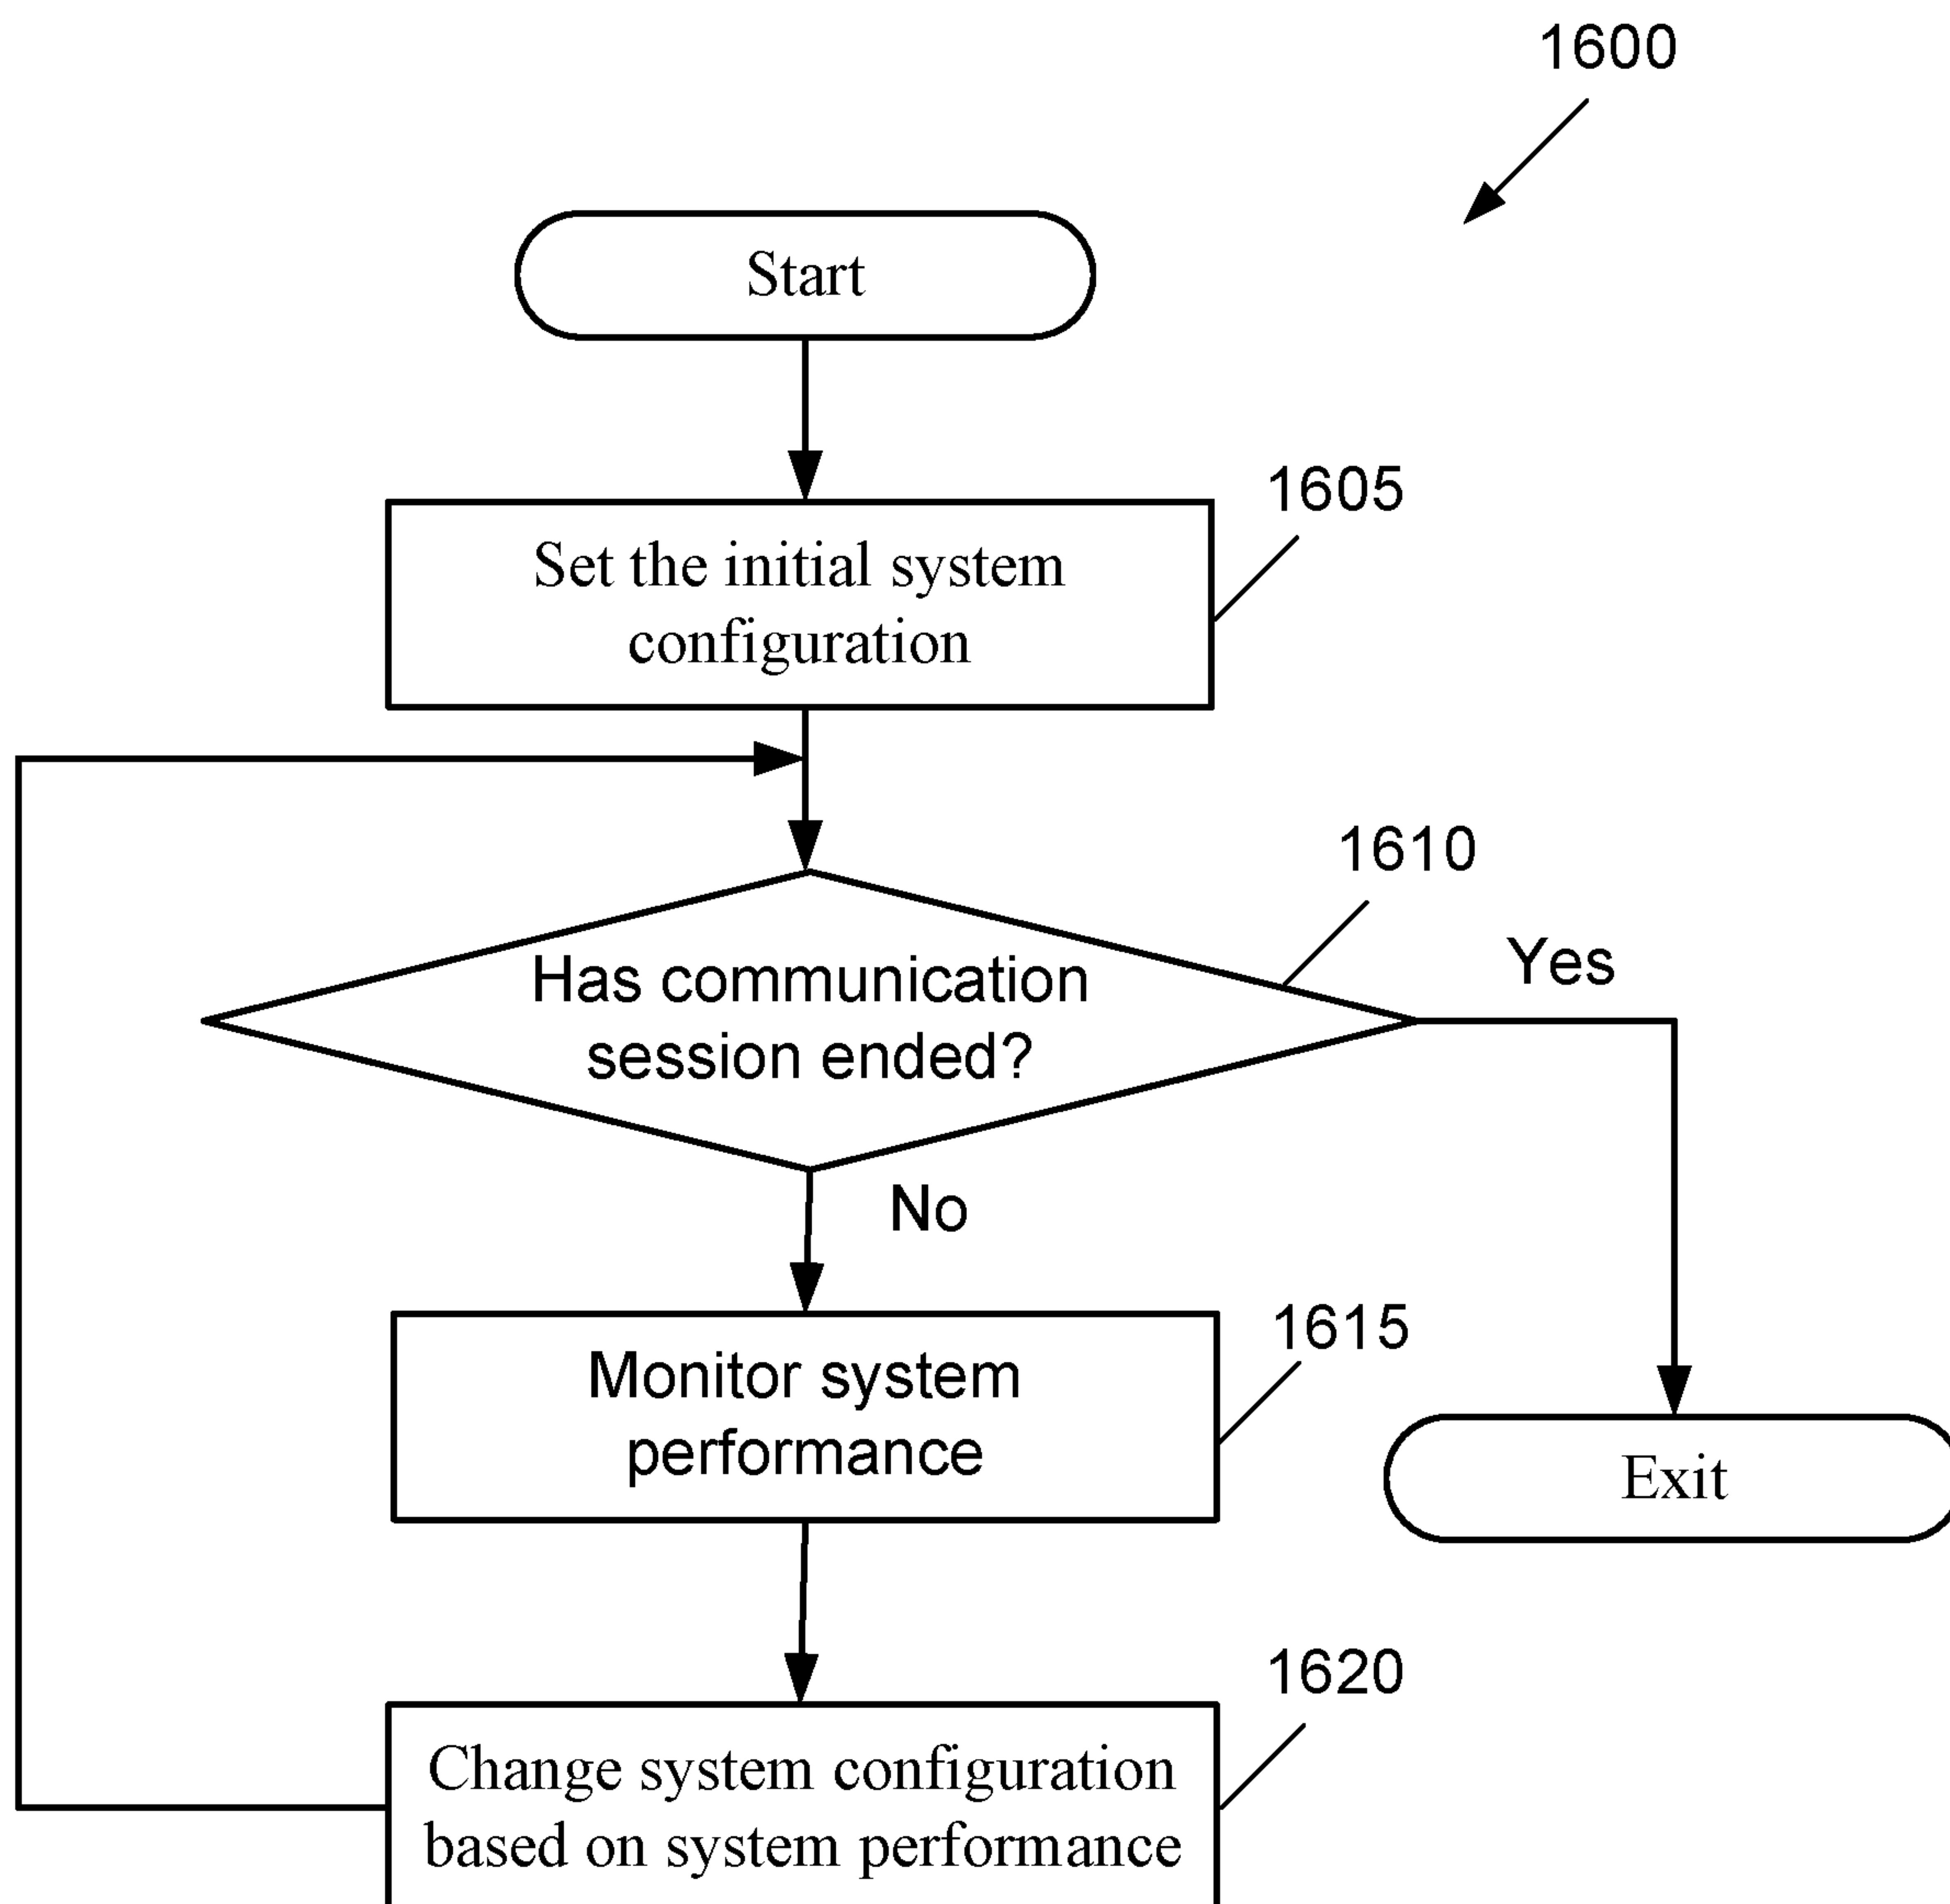 1600
Start
1605
Set the initial system
configuration
1610
Has communication
session ended?
Yes
No
1615
Monitor system
performance
Exit
1620
Change system configuration
based on system performance